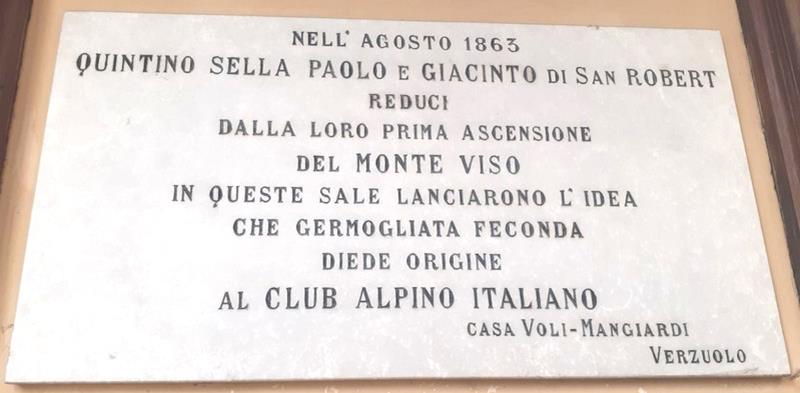 NELL' AGOSTO 1863
QUINTINO SELLA PAOLO E GIACINTO DI SAN ROBERT
REDUCI
DALLA LORO PRIMA ASCENSIONE
DEL MONTE VISO
IN QUESTE SALE LANCIARONO L'IDEA
CHE GERMOGLIATA FECONDA
DIEDE ORIGINE
AL CLUB ALPINO ITALIANO
CASA VOLI-MANGIARDI
VERZUOLO